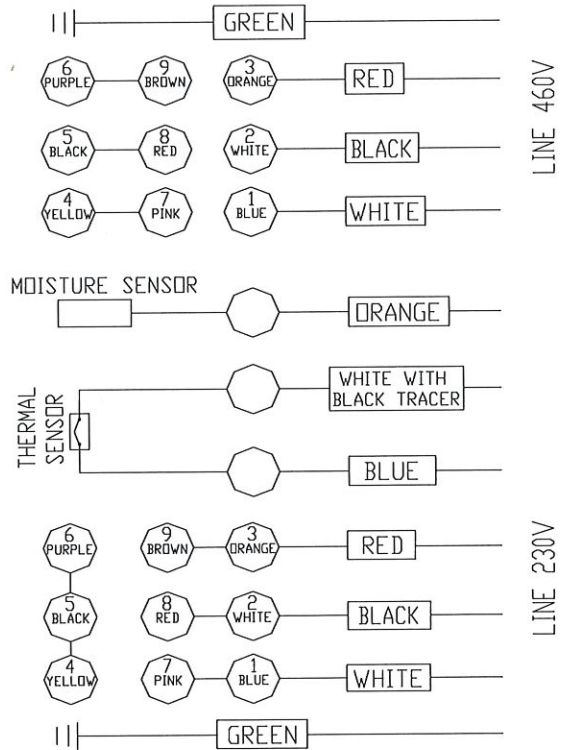 GREEN
6 PURPLE 9 BROWN 3 ORANGE RED
5 BLACK 8 RED 2 WHITE BLACK
4 YELLOW 7 PINK 1 BLUE WHITE
LINE 460V
MOISTURE SENSOR
ORANGE
WHITE WITH
BLACK TRACER
THERMAL
SENSOR
BLUE
6 PURPLE 9 BROWN 3 ORANGE RED
5 BLACK 8 RED 2 WHITE BLACK
4 YELLOW 7 PINK 1 BLUE WHITE
LINE 230V
GREEN